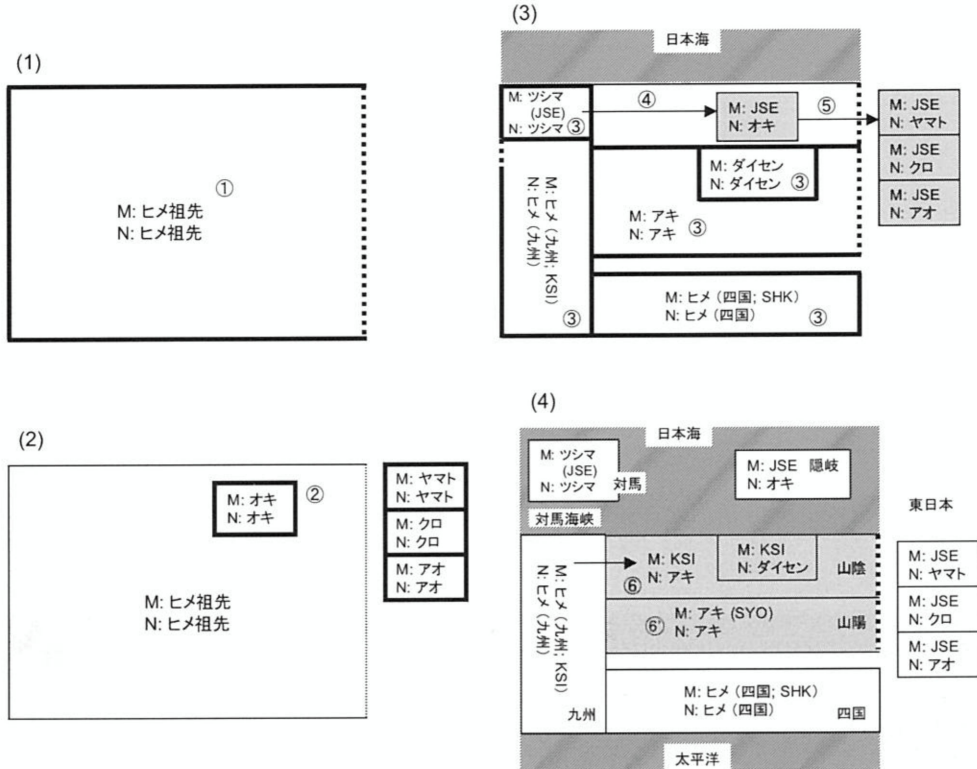 (1)
①
M: ヒメ祖先
N: ヒメ祖先
(2)
M: オキ
N: オキ
②
M: ヒメ祖先
N: ヒメ祖先
M: ヤマト
N: ヤマト
M: クロ
N: クロ
M: アオ
N: アオ
(3)
日本海
M: ツシマ
(JSE)
N: ツシマ ③
④
M: JSE
N: オキ
⑤
M: JSE
N: ヤマト
M: JSE
N: クロ
M: JSE
N: アオ
M: ヒメ (九州; KSI)
N: ヒメ (九州)
③
M: ダイセン
N: ダイセン ③
M: アキ
N: アキ ③
M: ヒメ (四国; SHK)
N: ヒメ (四国) ③
(4)
日本海
M: ツシマ
(JSE)
N: ツシマ 対馬
M: JSE 隠岐
N: オキ
対馬海峡
東日本
M: ヒメ (九州; KSI)
N: ヒメ (九州)
九州
M: KSI
N: アキ
⑥
M: KSI
N: ダイセン
山陰
⑥'
M: アキ (SYO)
N: アキ
山陽
M: ヒメ (四国; SHK)
N: ヒメ (四国) 四国
M: JSE
N: ヤマト
M: JSE
N: クロ
M: JSE
N: アオ
太平洋